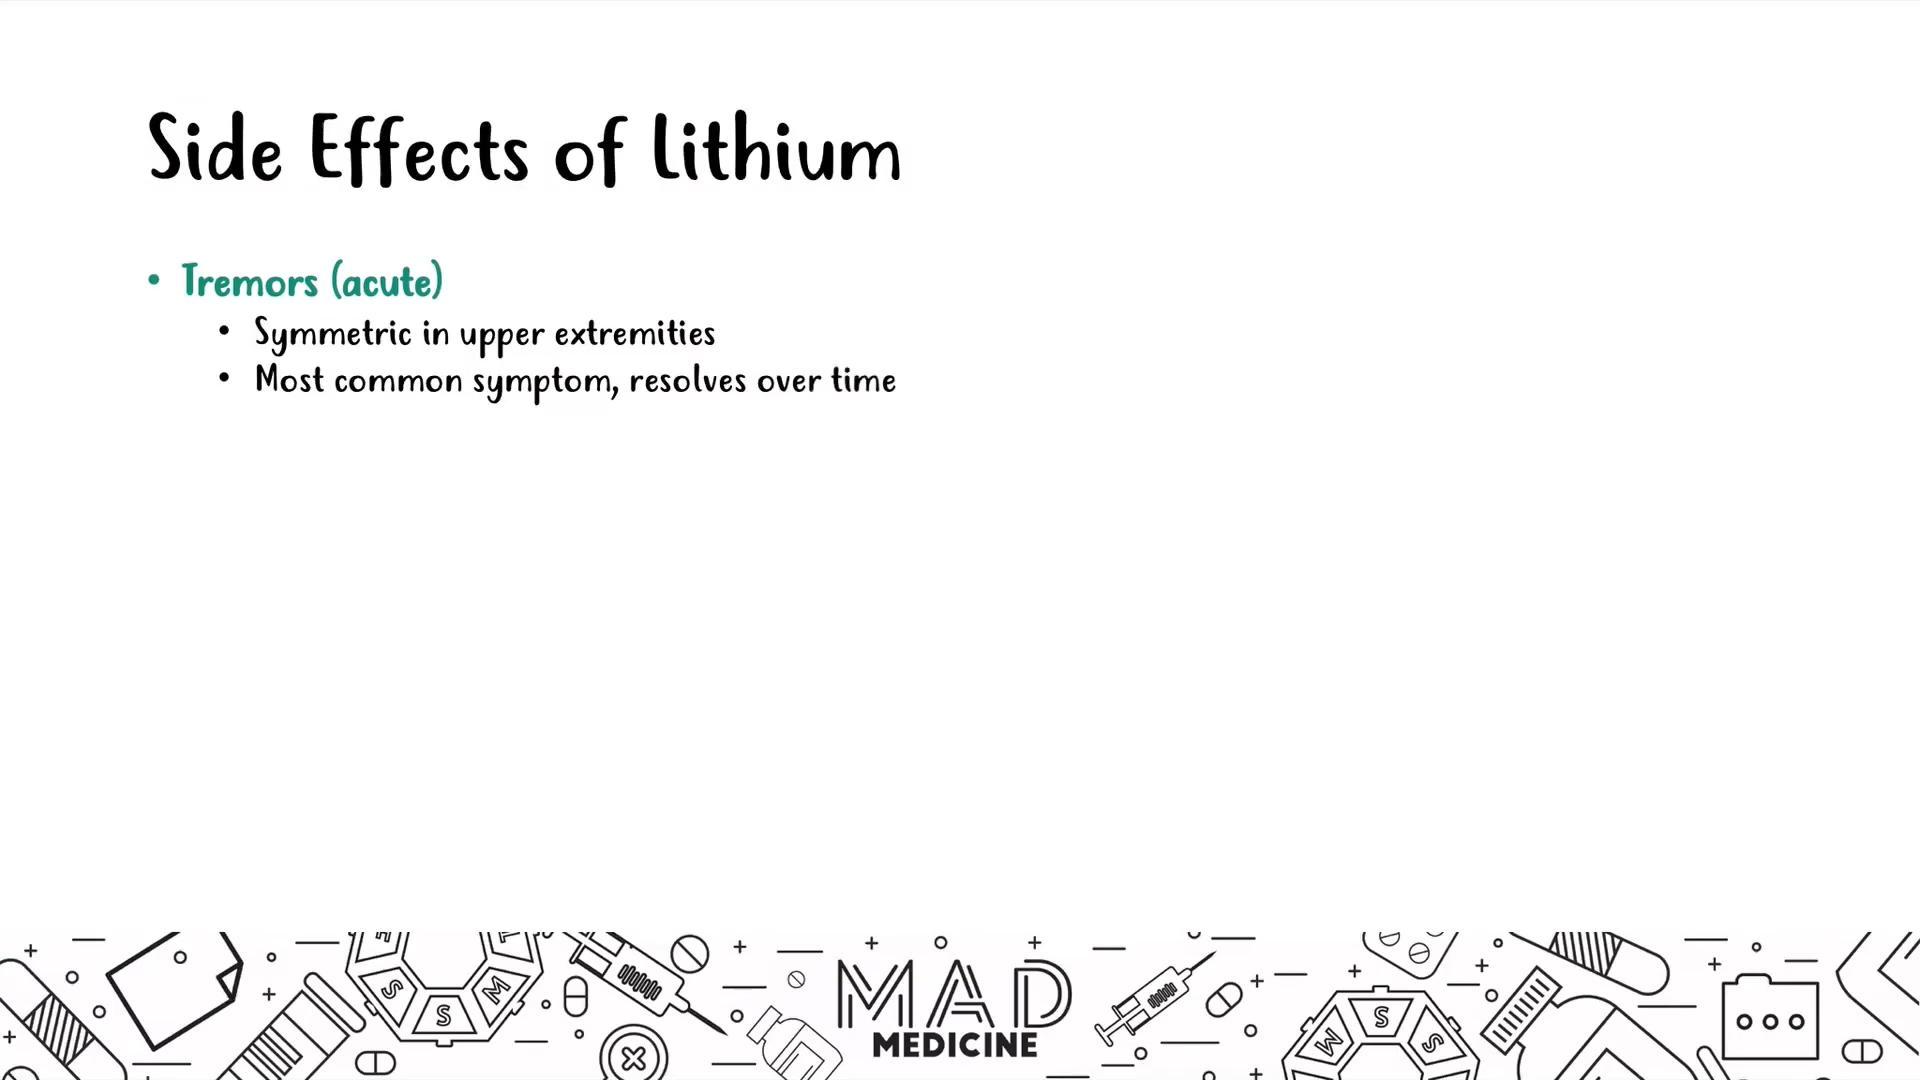 Side Effects of Lithium
• Tremors (acute)
• Symmetric in upper extremities
• Most common symptom, resolves over time
MAD
MEDICINE
S
S
M
M
S
S